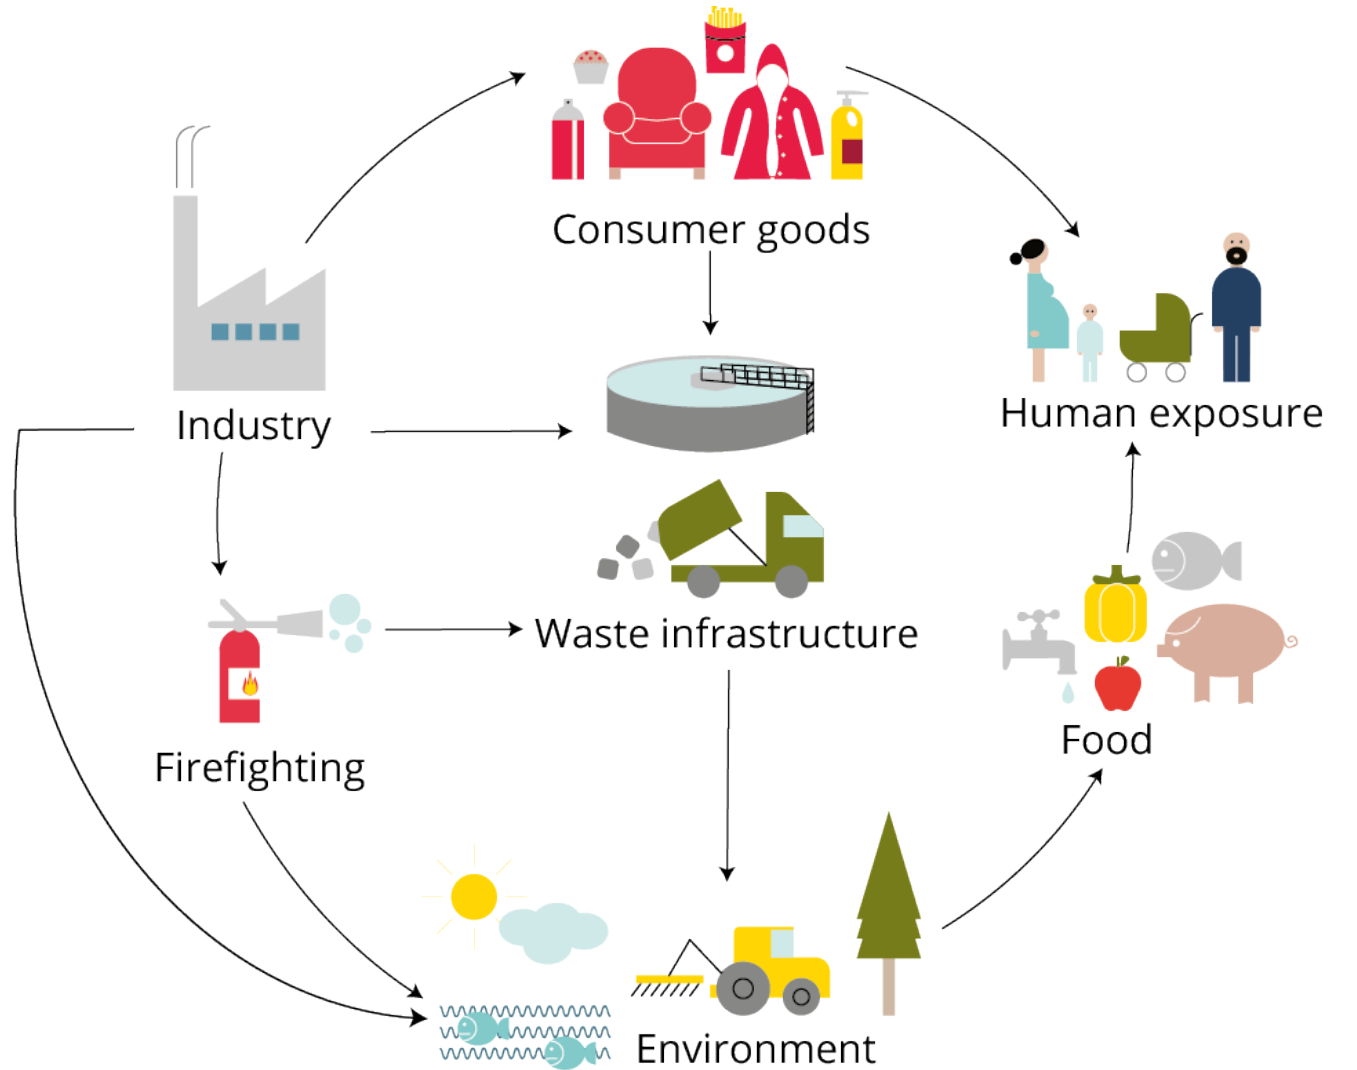 Consumer goods
Human exposure
Industry
Waste infrastructure
Food
Firefighting
Environment